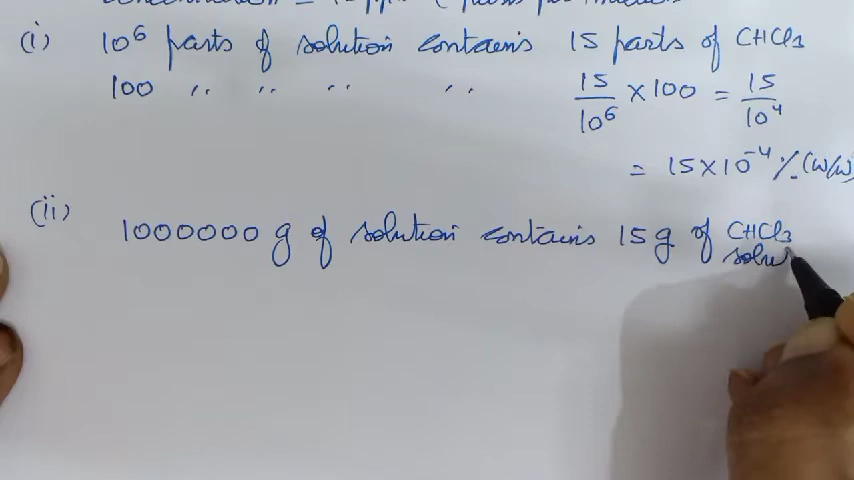 (i) 10⁶ parts of solution contains 15 parts of CHCl₃
100 ,, ,, ,, ,, 15/10⁶ × 100 = 15/10⁴
= 15×10⁻⁴ % (w/w)
(ii) 1000000 g of solution contains 15 g of CHCl₃
solu